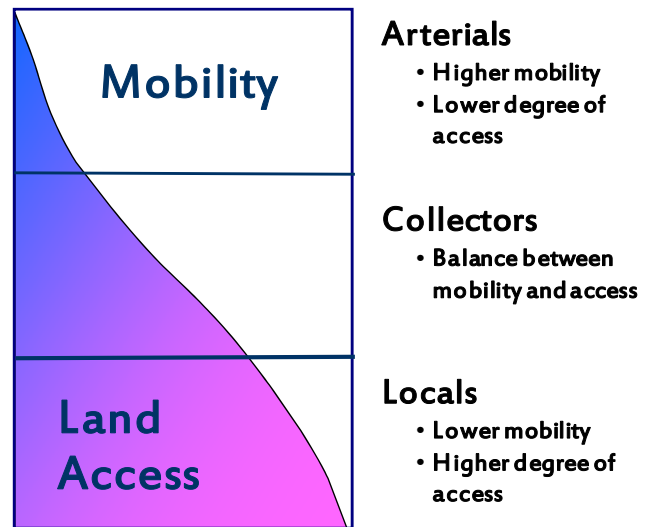 Mobility
Arterials
• Higher mobility
• Lower degree of
access
Collectors
• Balance between
mobility and access
Land
Access
Locals
• Lower mobility
• Higher degree of
access